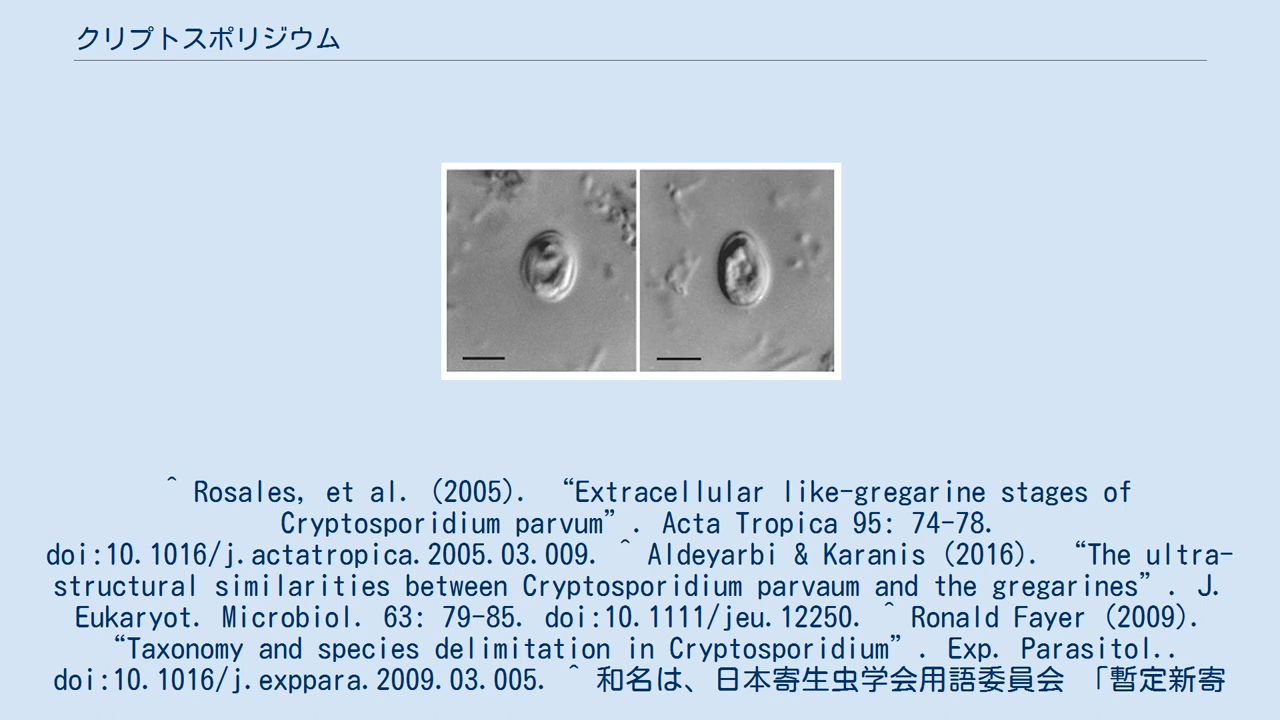 クリプトスポリジウム
^ Rosales, et al. (2005). “Extracellular like-gregarine stages of
Cryptosporidium parvum”. Acta Tropica 95: 74-78.
doi:10.1016/j.actatropica.2005.03.009. ^ Aldeyarbi & Karanis (2016). “The ultra-
structural similarities between Cryptosporidium parvaum and the gregarines”. J.
Eukaryot. Microbiol. 63: 79-85. doi:10.1111/jeu.12250. ^ Ronald Fayer (2009).
“Taxonomy and species delimitation in Cryptosporidium”. Exp. Parasitol..
doi:10.1016/j.exppara.2009.03.005. ^ 和名は、日本寄生虫学会用語委員会 「暫定新寄